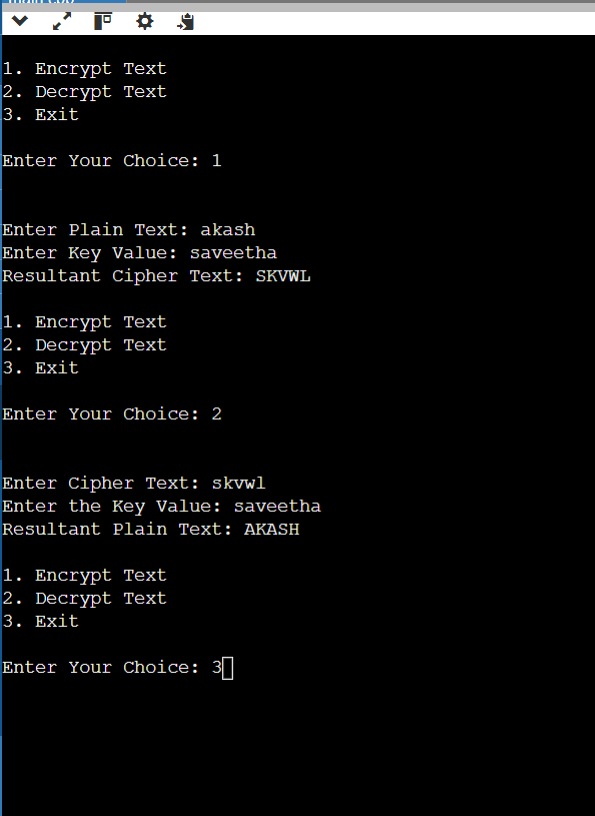 1. Encrypt Text
2. Decrypt Text
3. Exit
Enter Your Choice: 1
Enter Plain Text: akash
Enter Key Value: saveetha
Resultant Cipher Text: SKVWL
1. Encrypt Text
2. Decrypt Text
3. Exit
Enter Your Choice: 2
Enter Cipher Text: skvwl
Enter the Key Value: saveetha
Resultant Plain Text: AKASH
1. Encrypt Text
2. Decrypt Text
3. Exit
Enter Your Choice: 3